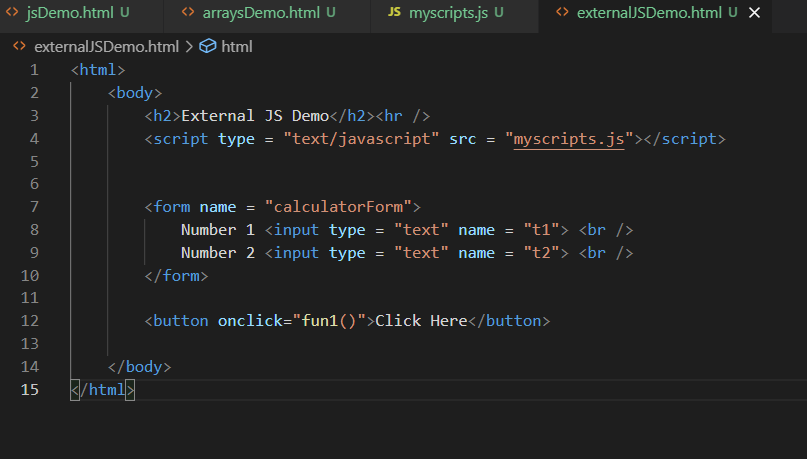 jsDemo.html U arraysDemo.html U JS myscripts.js U externalJSDemo.html U
externalJSDemo.html > html
1 <html>
2 <body>
3 <h2>External JS Demo</h2><hr />
4 <script type = "text/javascript" src = "myscripts.js"></script>
5
6
7 <form name = "calculatorForm">
8 Number 1 <input type = "text" name = "t1"> <br />
9 Number 2 <input type = "text" name = "t2"> <br />
10 </form>
11
12 <button onclick="fun1()">Click Here</button>
13
14 </body>
15 </html>